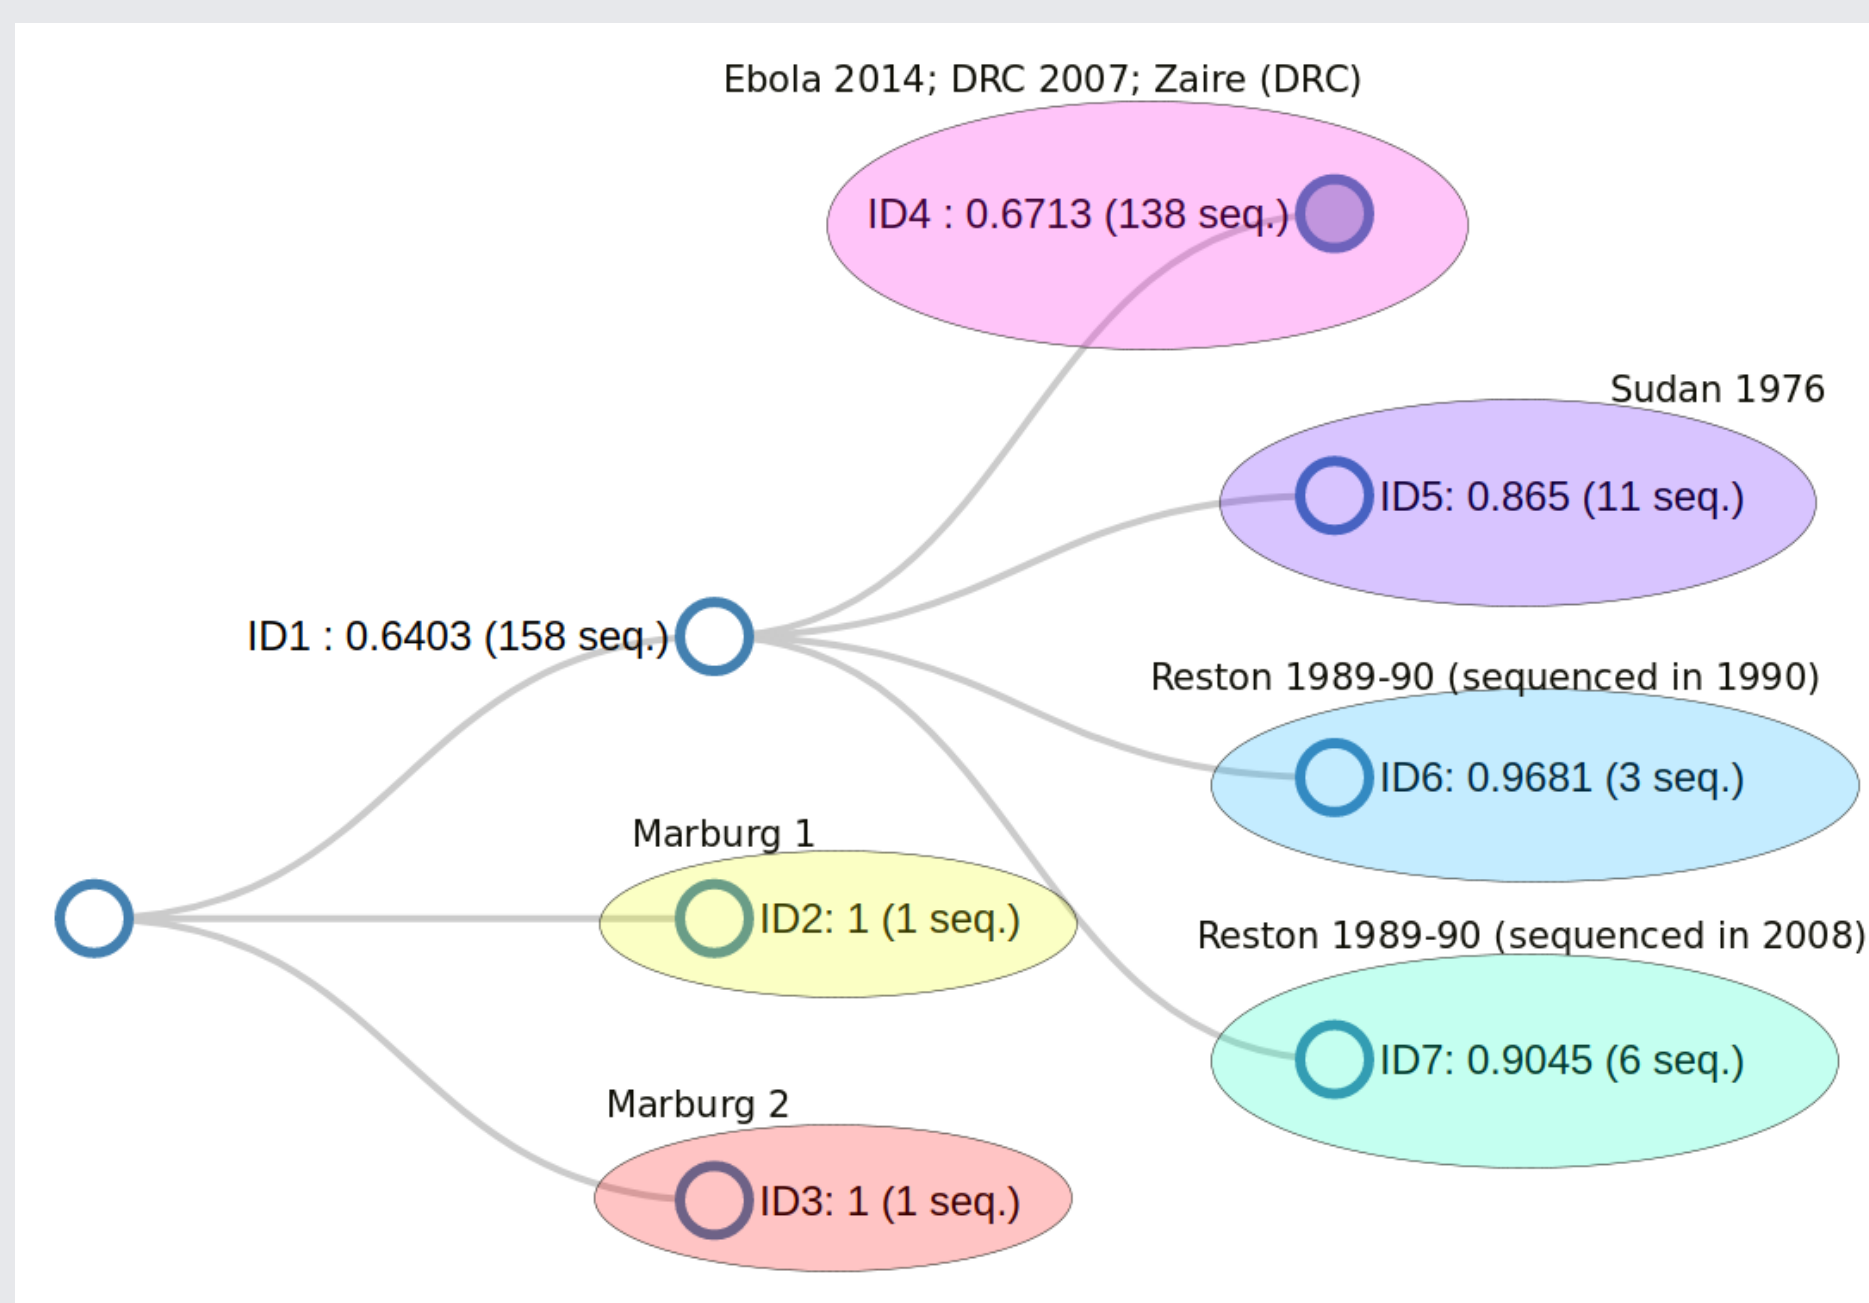 Ebola 2014; DRC 2007; Zaire (DRC)
ID4 : 0.6713 (138 seq.)
Sudan 1976
ID5: 0.865 (11 seq.)
ID1 : 0.6403 (158 seq.)
Reston 1989-90 (sequenced in 1990)
ID6: 0.9681 (3 seq.)
Marburg 1
ID2: 1 (1 seq.)
Reston 1989-90 (sequenced in 2008)
ID7: 0.9045 (6 seq.)
Marburg 2
ID3: 1 (1 seq.)